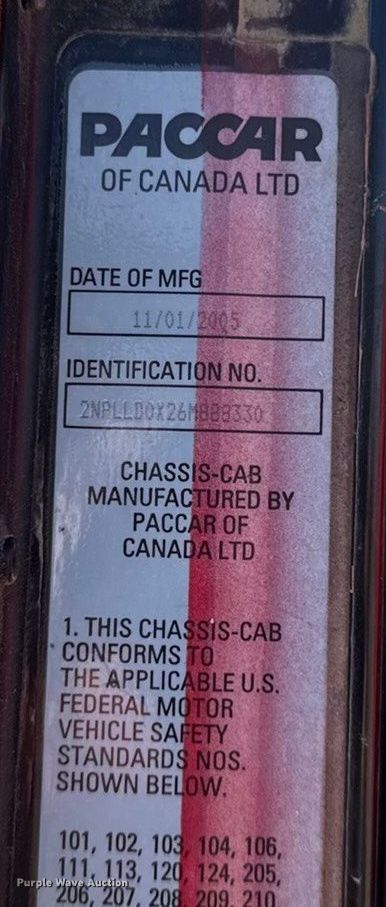 PACCAR
OF CANADA LTD
DATE OF MFG
11/01/2005
IDENTIFICATION NO.
CHASSIS-CAB
MANUFACTURED BY
PACCAR OF
CANADA LTD
1. THIS CHASSIS-CAB
CONFORMS TO
THE APPLICABLE U.S.
FEDERAL MOTOR
VEHICLE SAFETY
STANDARDS NOS.
SHOWN BELOW.
101, 102, 103, 104, 106,
111, 113, 120, 124, 205,
206, 207, 208, 209, 210
Purple Wave Auction